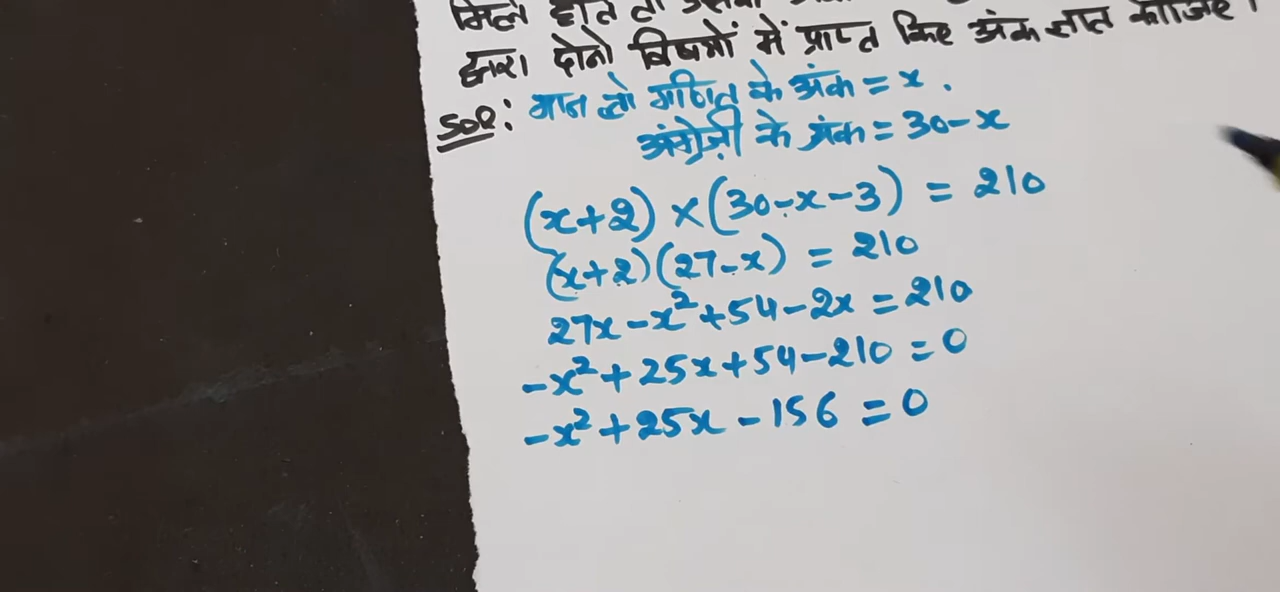 द्वारा दोनो विषयों में प्राप्त किए अंक ज्ञात कीजिए।
Sol: मान लो गणित के अंक = x .
अंग्रेज़ी के अंक = 30-x
(x+2) × (30-x-3) = 210
(x+2)(27-x) = 210
27x-x²+54-2x=210
-x²+25x+54-210=0
-x²+25x-156=0